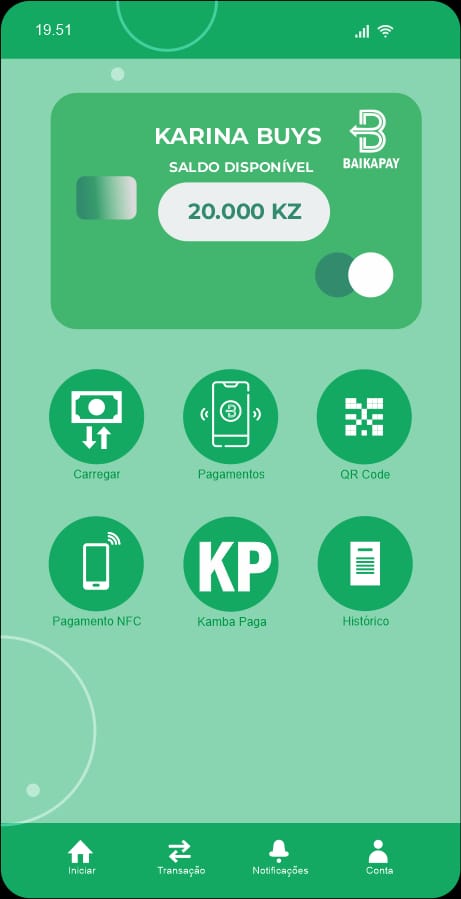 19.51
KARINA BUYS
SALDO DISPONÍVEL
BAIKAPAY
20.000 KZ
Carregar
Pagamentos
QR Code
KP
Pagamento NFC
Kamba Paga
Histórico
Iniciar
Transação
Notificações
Conta